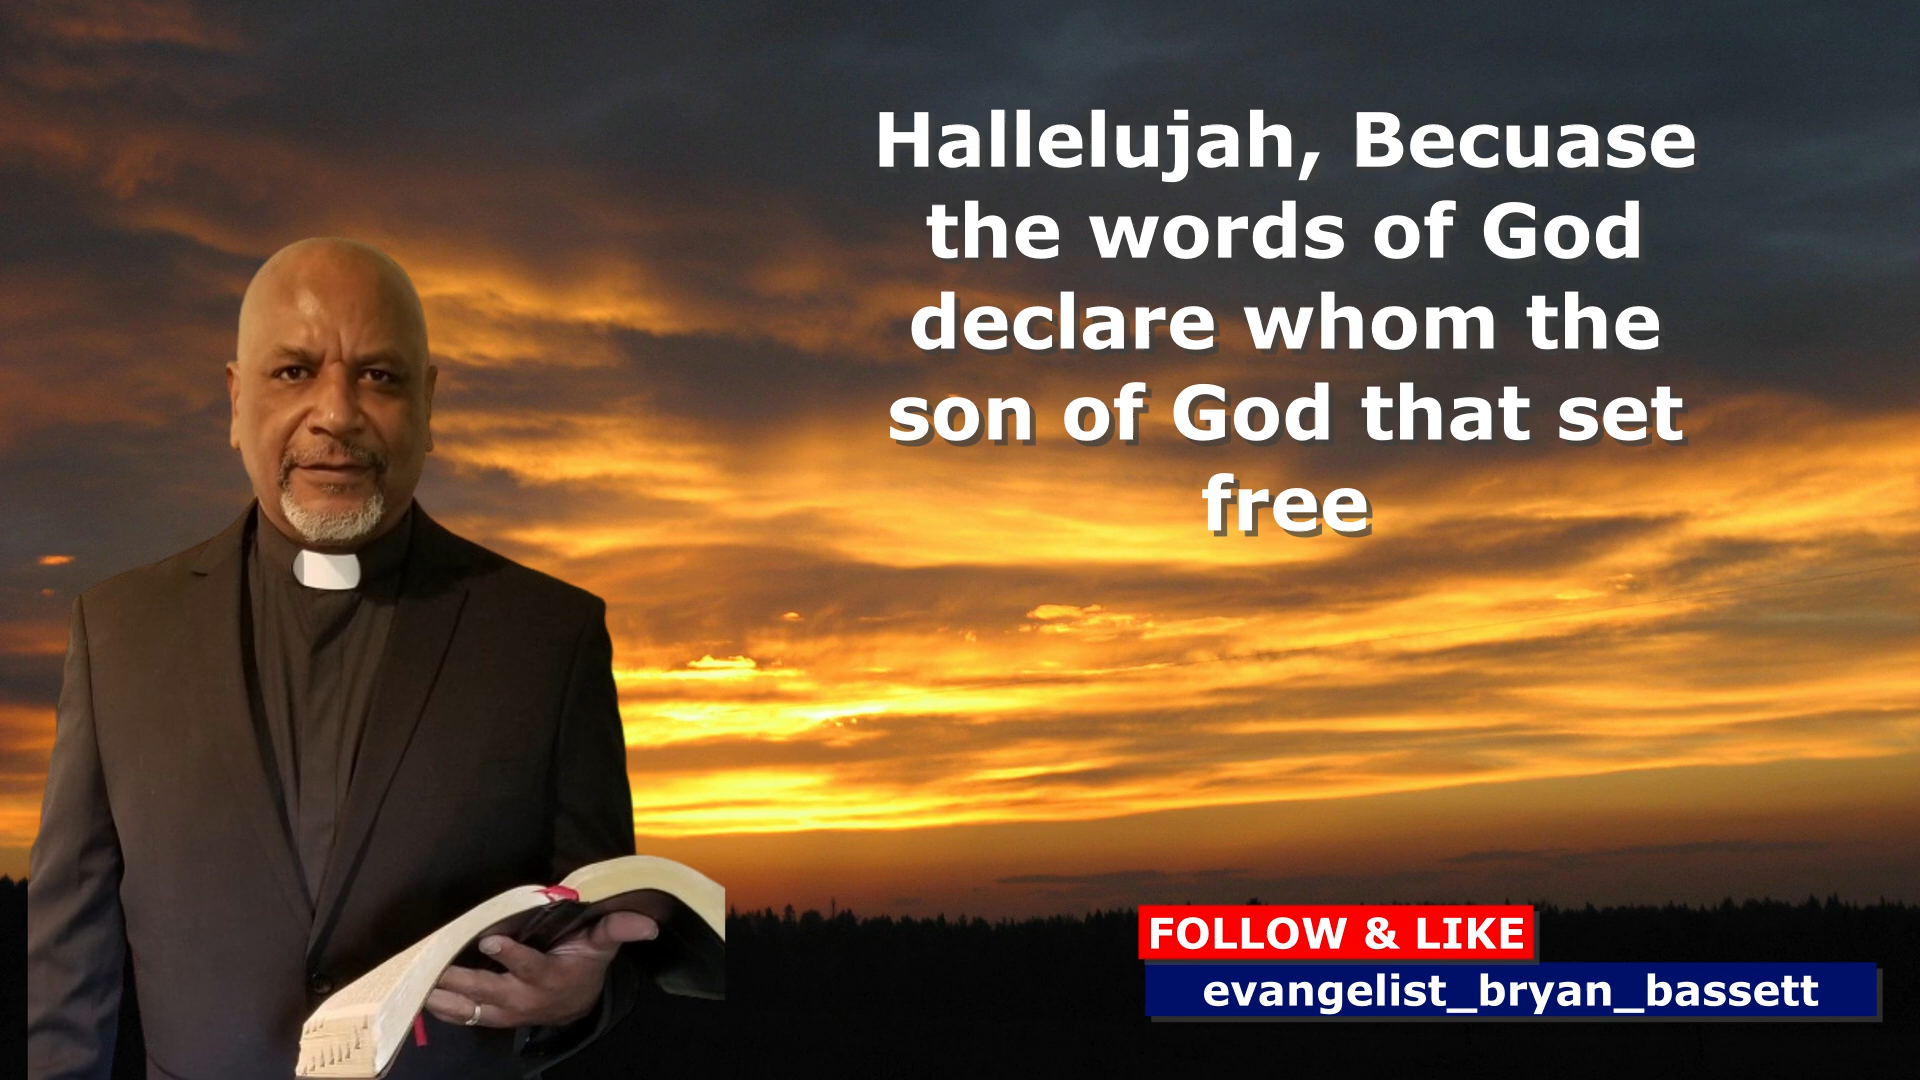 Hallelujah, Becuase
the words of God
declare whom the
son of God that set
free
FOLLOW & LIKE
evangelist_bryan_bassett